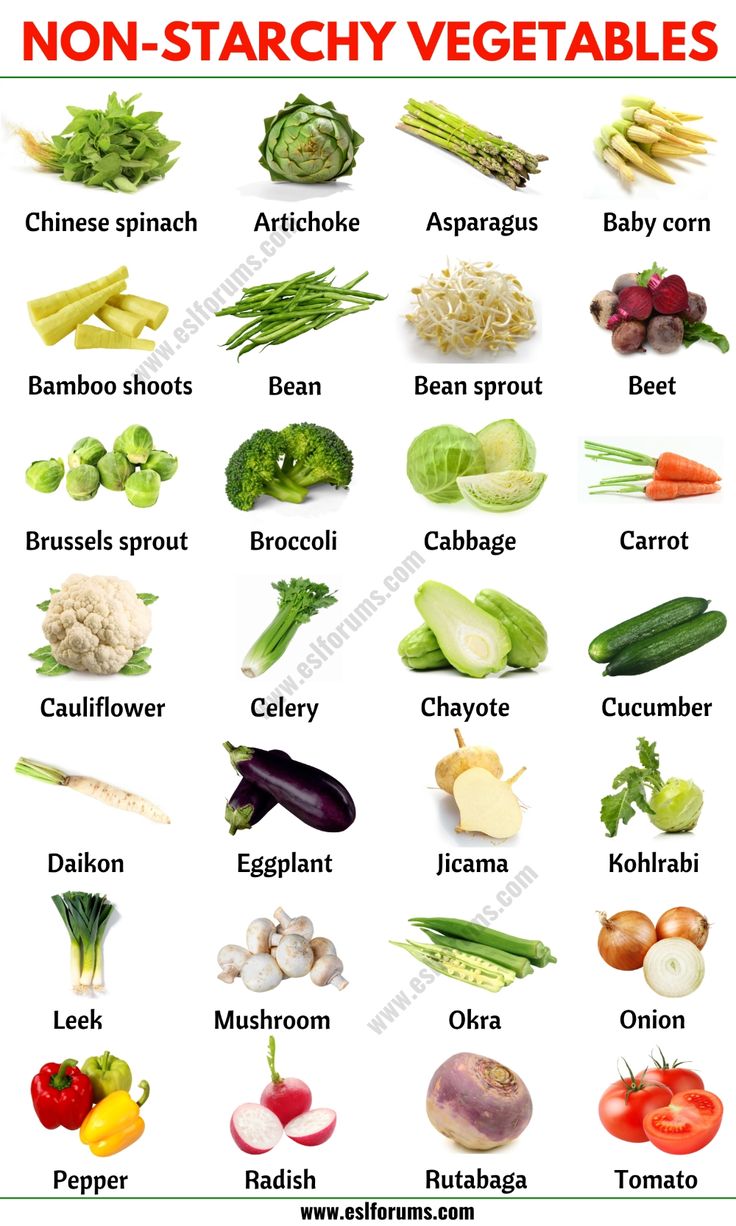 NON-STARCHY VEGETABLES
Chinese spinach
Artichoke
Asparagus
Baby corn
www.eslforums.com
Bamboo shoots
Bean
Bean sprout
Beet
Brussels sprout
Broccoli
Cabbage
Carrot
www.eslforums.com
Cauliflower
Celery
Chayote
Cucumber
Daikon
Eggplant
Jicama
Kohlrabi
www.eslforums.com
Leek
Mushroom
Okra
Onion
Pepper
Radish
Rutabaga
Tomato
www.eslforums.com